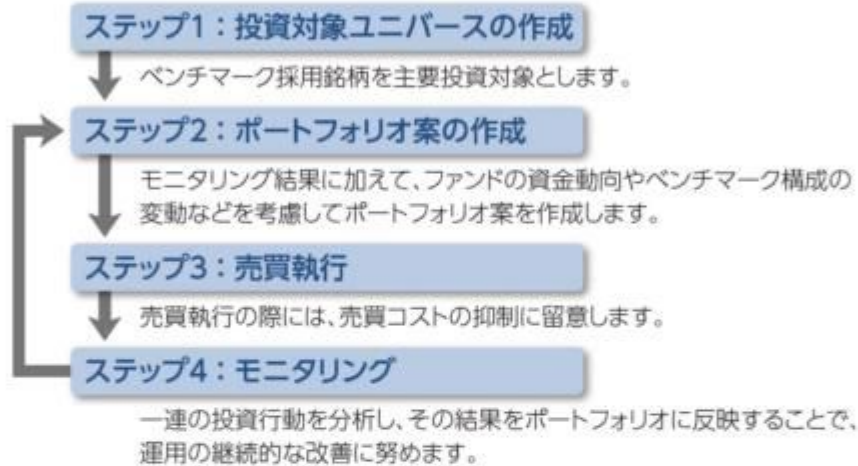 ステップ1：投資対象ユニバースの作成
ベンチマーク採用銘柄を主要投資対象とします。
ステップ2：ポートフォリオ案の作成
モニタリング結果に加えて、ファンドの資金動向やベンチマーク構成の
変動などを考慮してポートフォリオ案を作成します。
ステップ3：売買執行
売買執行の際には、売買コストの抑制に留意します。
ステップ4：モニタリング
一連の投資行動を分析し、その結果をポートフォリオに反映することで、
運用の継続的な改善に努めます。